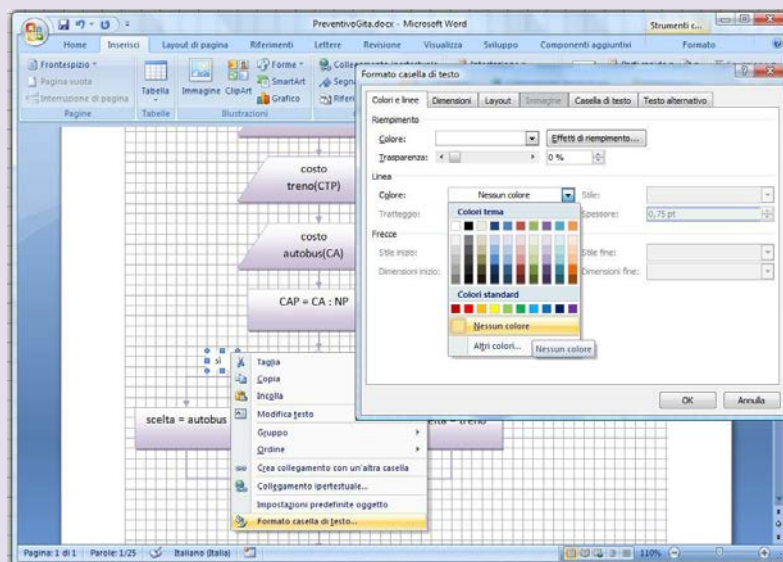 PreventivoGita.docx - Microsoft Word
Strumenti c...
Home Inserisci Layout di pagina Riferimenti Lettere Revisione Visualizza Sviluppo Componenti aggiuntivi Formato
Frontespizio
Pagina vuota
Interruzione di pagina
Pagine
Tabella
Tabelle
Immagine
ClipArt
Forme
SmartArt
Grafico
Illustrazioni
Formato casella di testo
Colori e linee Dimensioni Layout Immagine Casella di testo Testo alternativo
Riempimento
Colore:
Effetti di riempimento...
Trasparenza: 0 %
Linea
Colore: Nessun colore Stile:
Tratteggio: Spessore: 0,75 pt
Colori tema
Frecce
Stile inizio: Stile fine:
Dimensioni inizio: Dimensioni fine:
Colori standard
Nessun colore
Altri colori...
Nessun colore
OK Annulla
costo
treno(CTP)
costo
autobus(CA)
CAP = CA : NP
sì
scelta = autobus
= treno
Taglia
Copia
Incolla
Modifica testo
Gruppo
Ordine
Crea collegamento con un'altra casella
Collegamento ipertestuale...
Impostazioni predefinite oggetto
Formato casella di testo...
Pagina: 1 di 1 Parole: 1/25 Italiano (Italia) 110%